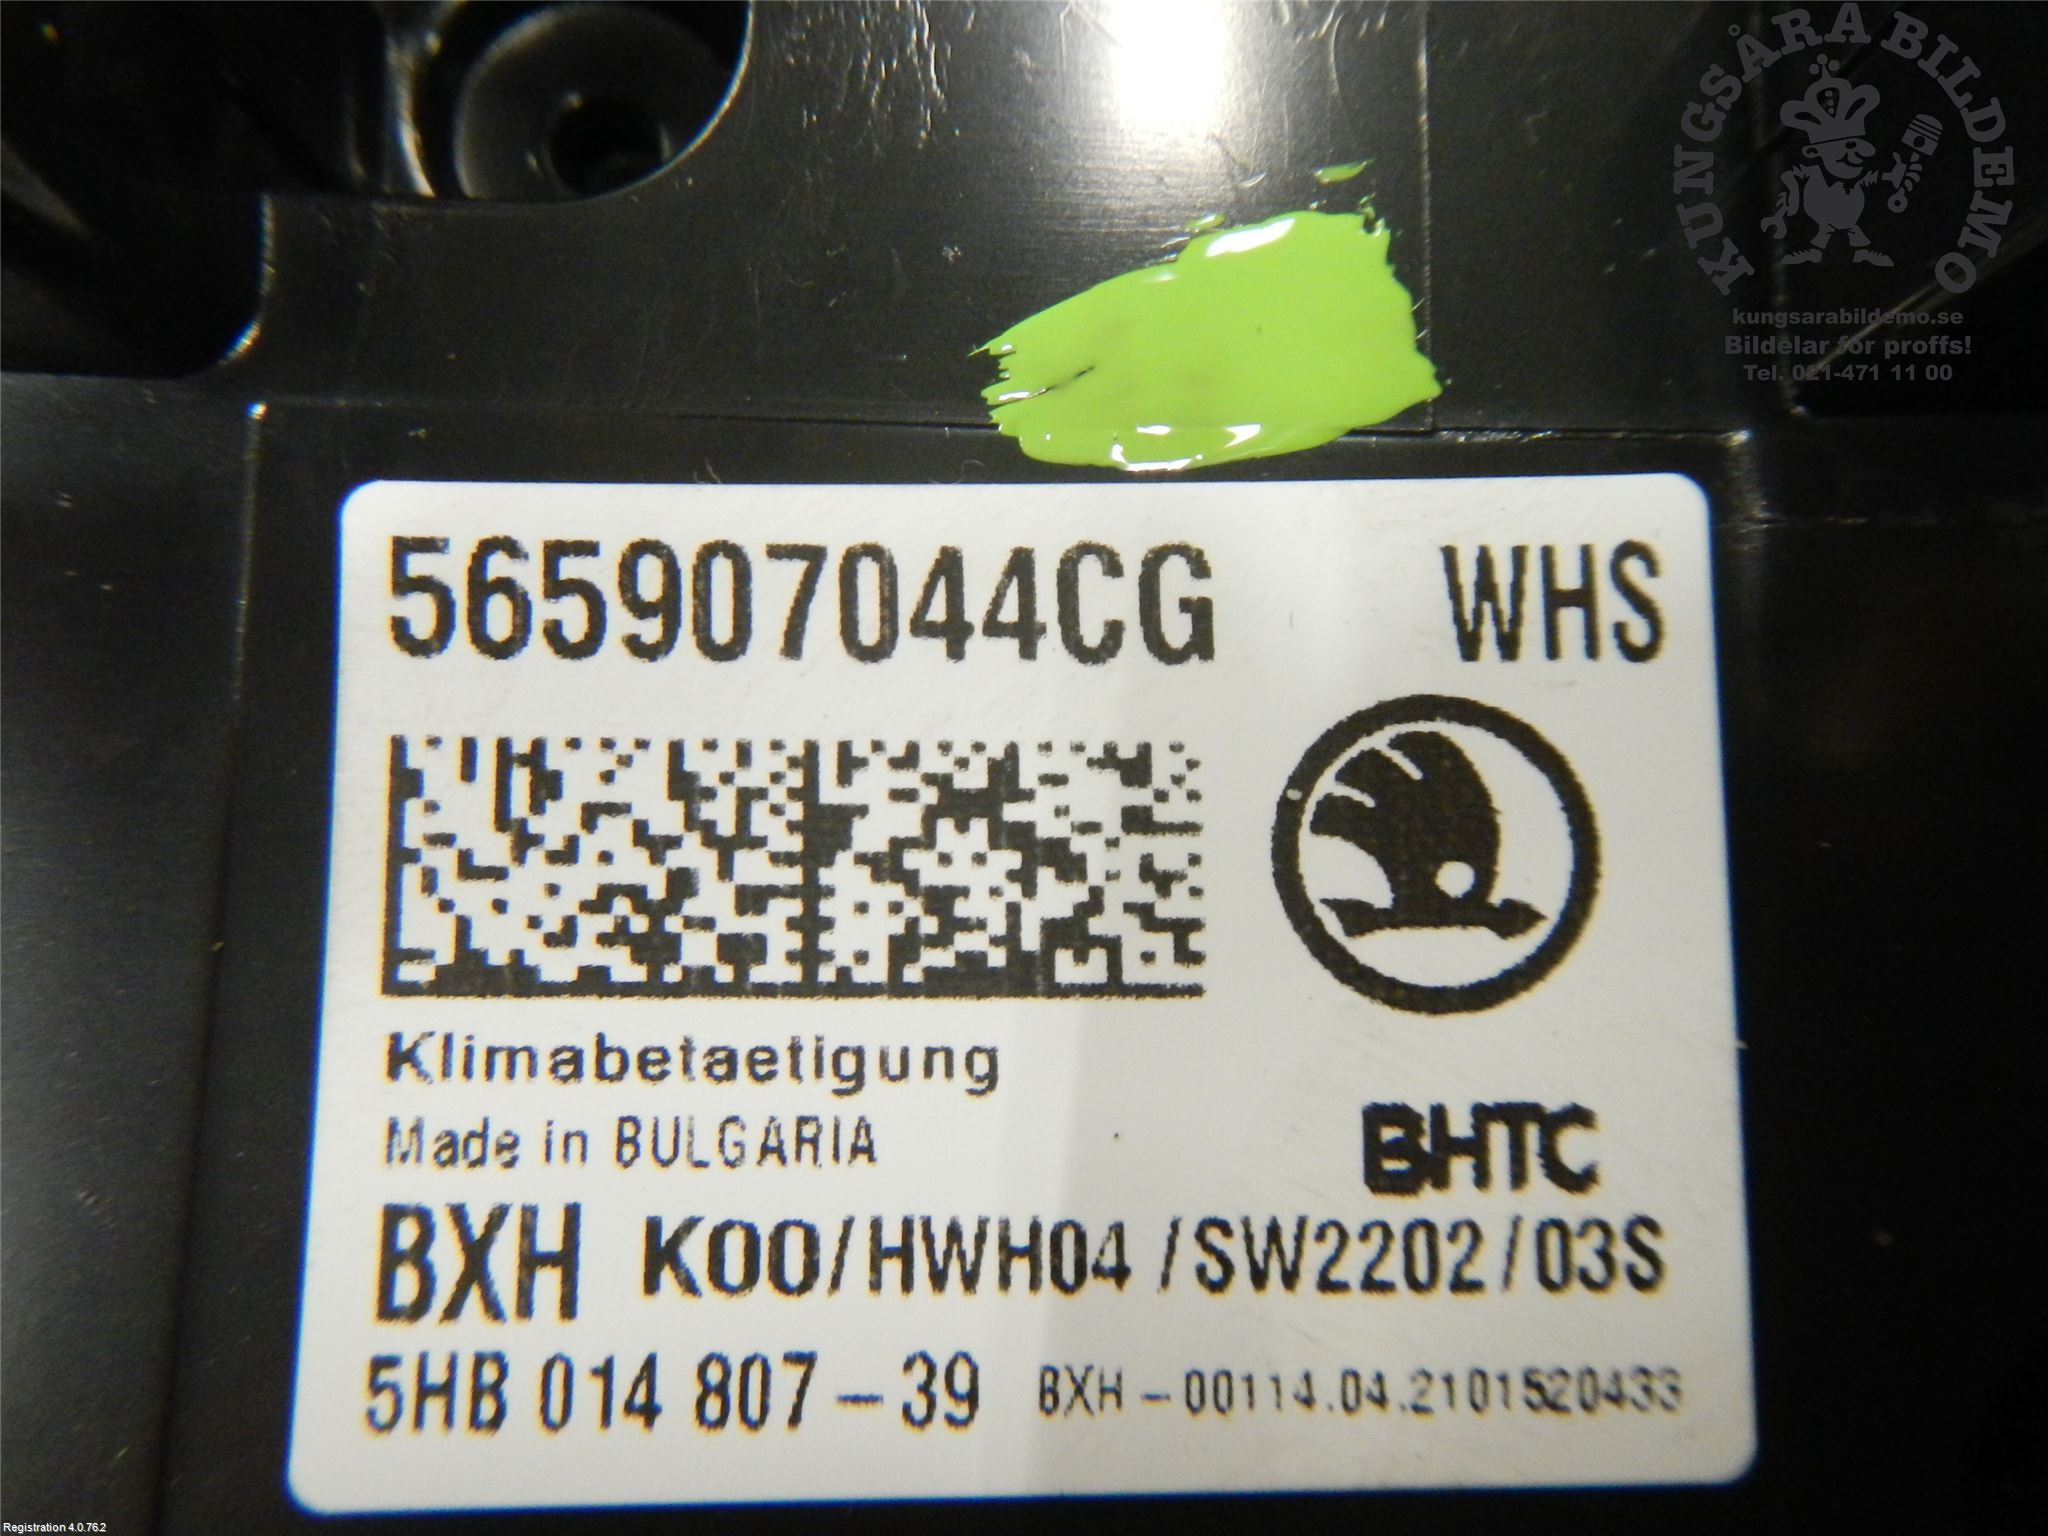 KUNGSÅRA BILDEMO
kungsarabildemo.se
Bildelar för proffs!
Tel. 021-471 11 00
565907044CG WHS
Klimabetaetigung
Made in BULGARIA
BHTC
BXH K00/HWH04 /SW2202/03S
5HB 014 807-39 BXH-00114.04.2101520433
Registration 4.0.76.2